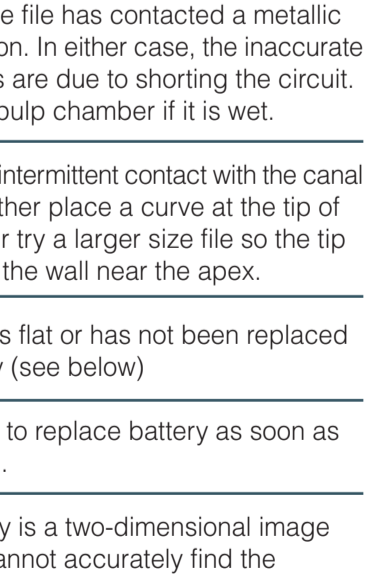 e file has contacted a metallic
on. In either case, the inaccurate
s are due to shorting the circuit.
pulp chamber if it is wet.
intermittent contact with the canal
ther place a curve at the tip of
r try a larger size file so the tip
the wall near the apex.
s flat or has not been replaced
y (see below)
to replace battery as soon as
.
y is a two-dimensional image
annot accurately find the